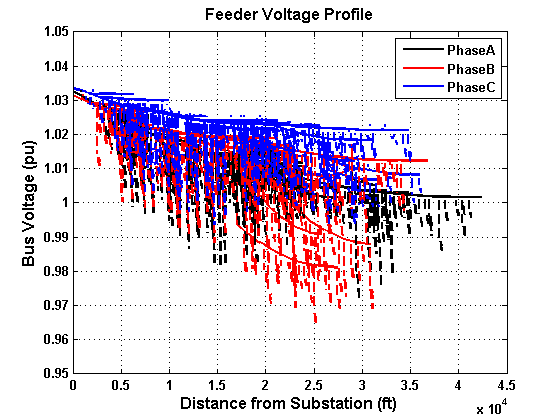 Feeder Voltage Profile
1.05
1.04
1.03
1.02
1.01
1
0.99
0.98
0.97
0.96
0.95
Bus Voltage (pu)
PhaseA
PhaseB
PhaseC
0 0.5 1 1.5 2 2.5 3 3.5 4 4.5
x 10^4
Distance from Substation (ft)